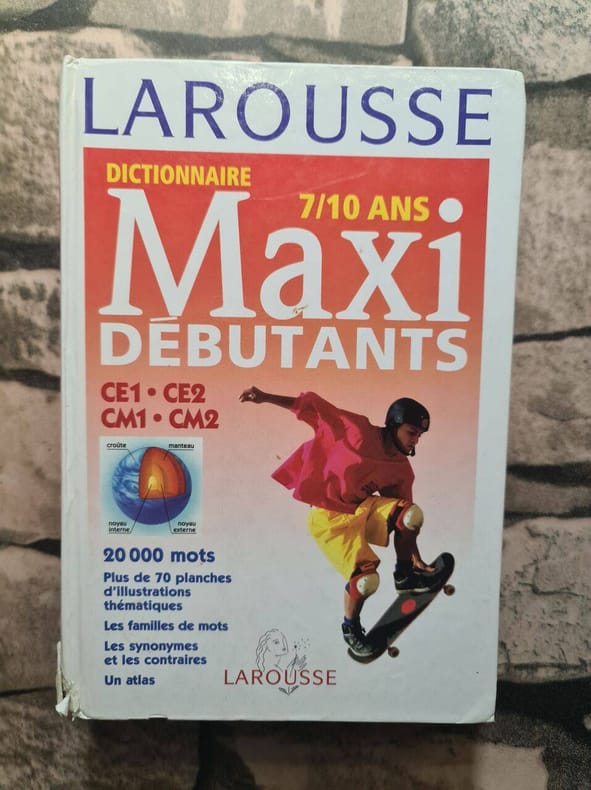 LAROUSSE
DICTIONNAIRE
7/10 ANS
Maxi
DÉBUTANTS
CE1 • CE2
CM1 • CM2
croûte
manteau
noyau
interne
noyau
externe
20 000 mots
Plus de 70 planches
d'illustrations
thématiques
Les familles de mots
Les synonymes
et les contraires
Un atlas
LAROUSSE